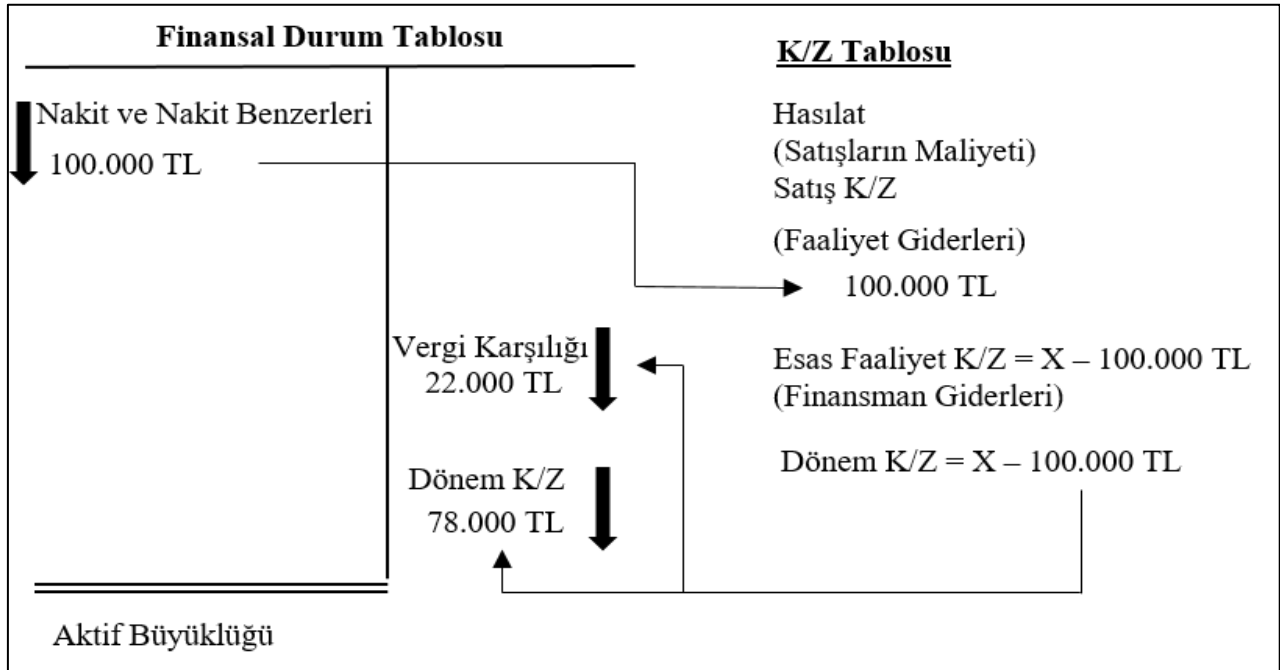 Finansal Durum Tablosu
Nakit ve Nakit Benzerleri
100.000 TL
Vergi Karşılığı
22.000 TL
Dönem K/Z
78.000 TL
Aktif Büyüklüğü
K/Z Tablosu
Hasılat
(Satışların Maliyeti)
Satış K/Z
(Faaliyet Giderleri)
100.000 TL
Esas Faaliyet K/Z = X – 100.000 TL
(Finansman Giderleri)
Dönem K/Z = X – 100.000 TL